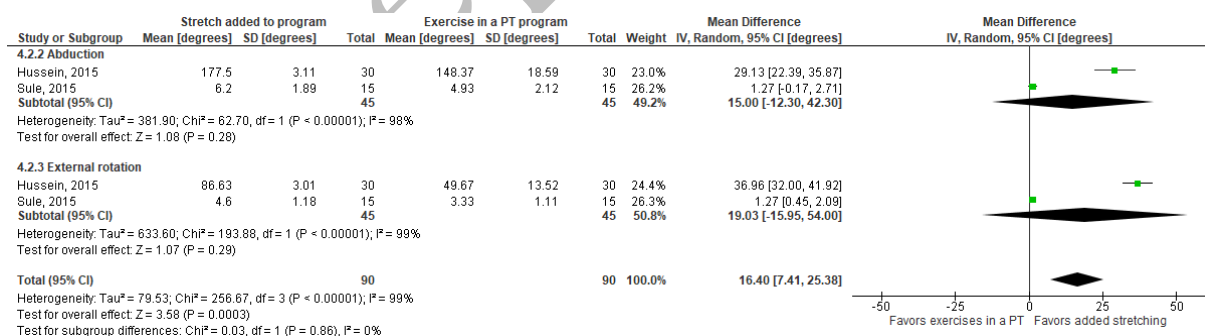 Stretch added to program Exercise in a PT program Mean Difference Mean Difference
Study or Subgroup Mean [degrees] SD [degrees] Total Mean [degrees] SD [degrees] Total Weight IV, Random, 95% CI [degrees] IV, Random, 95% CI [degrees]
4.2.2 Abduction
Hussein, 2015 177.5 3.11 30 148.37 18.59 30 23.0% 29.13 [22.39, 35.87]
Sule, 2015 6.2 1.89 15 4.93 2.12 15 26.2% 1.27 [-0.17, 2.71]
Subtotal (95% CI) 45 45 49.2% 15.00 [-12.30, 42.30]
Heterogeneity: Tau² = 381.90; Chi² = 62.70, df = 1 (P < 0.00001); I² = 98%
Test for overall effect: Z = 1.08 (P = 0.28)
4.2.3 External rotation
Hussein, 2015 86.63 3.01 30 49.67 13.52 30 24.4% 36.96 [32.00, 41.92]
Sule, 2015 4.6 1.18 15 3.33 1.11 15 26.3% 1.27 [0.45, 2.09]
Subtotal (95% CI) 45 45 50.8% 19.03 [-15.95, 54.00]
Heterogeneity: Tau² = 633.60; Chi² = 193.88, df = 1 (P < 0.00001); I² = 99%
Test for overall effect: Z = 1.07 (P = 0.29)
Total (95% CI) 90 90 100.0% 16.40 [7.41, 25.38]
Heterogeneity: Tau² = 79.53; Chi² = 256.67, df = 3 (P < 0.00001); I² = 99%
Test for overall effect: Z = 3.58 (P = 0.0003)
Test for subgroup differences: Chi² = 0.03, df = 1 (P = 0.86), I² = 0%
-50 -25 0 25 50
Favors exercises in a PT Favors added stretching